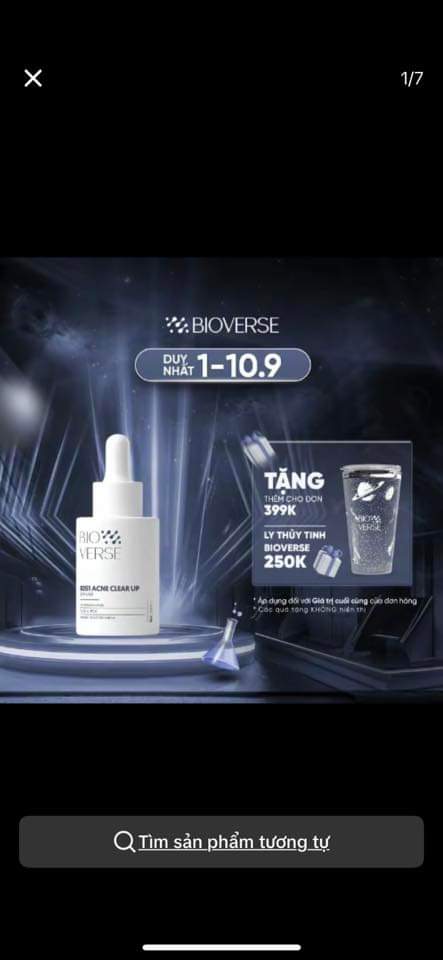 1/7
BIOVERSE
DUY NHẤT 1-10.9
TẶNG
THÊM CHO ĐƠN
399K
LY THỦY TINH
BIOVERSE
250K
BIO
VERSE
BIO
VERSE
ACNE CLEAR UP
* Áp dụng đối với Giá trị cuối cùng của đơn hàng
* Các quà tặng KHÔNG hiển thị
Tìm sản phẩm tương tự